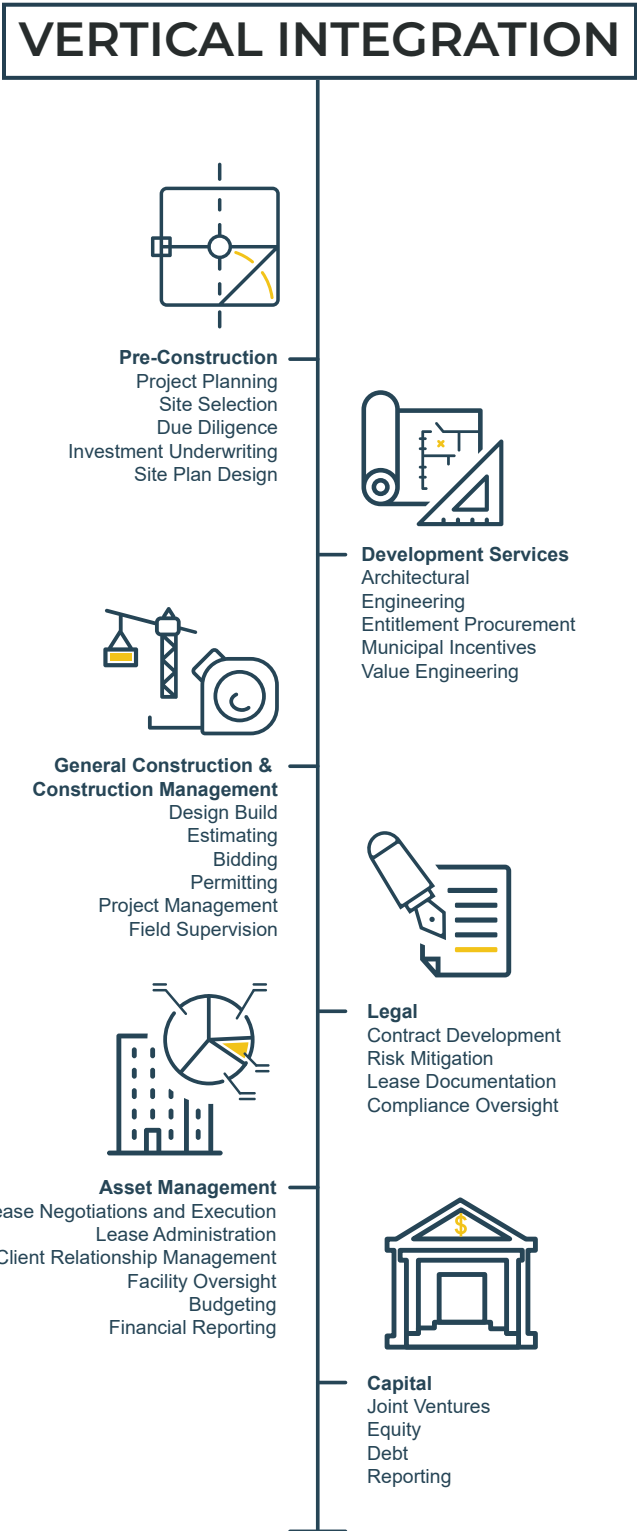 VERTICAL INTEGRATION
Pre-Construction
Project Planning
Site Selection
Due Diligence
Investment Underwriting
Site Plan Design
Development Services
Architectural
Engineering
Entitlement Procurement
Municipal Incentives
Value Engineering
General Construction &
Construction Management
Design Build
Estimating
Bidding
Permitting
Project Management
Field Supervision
Legal
Contract Development
Risk Mitigation
Lease Documentation
Compliance Oversight
Asset Management
ease Negotiations and Execution
Lease Administration
Client Relationship Management
Facility Oversight
Budgeting
Financial Reporting
$
Capital
Joint Ventures
Equity
Debt
Reporting